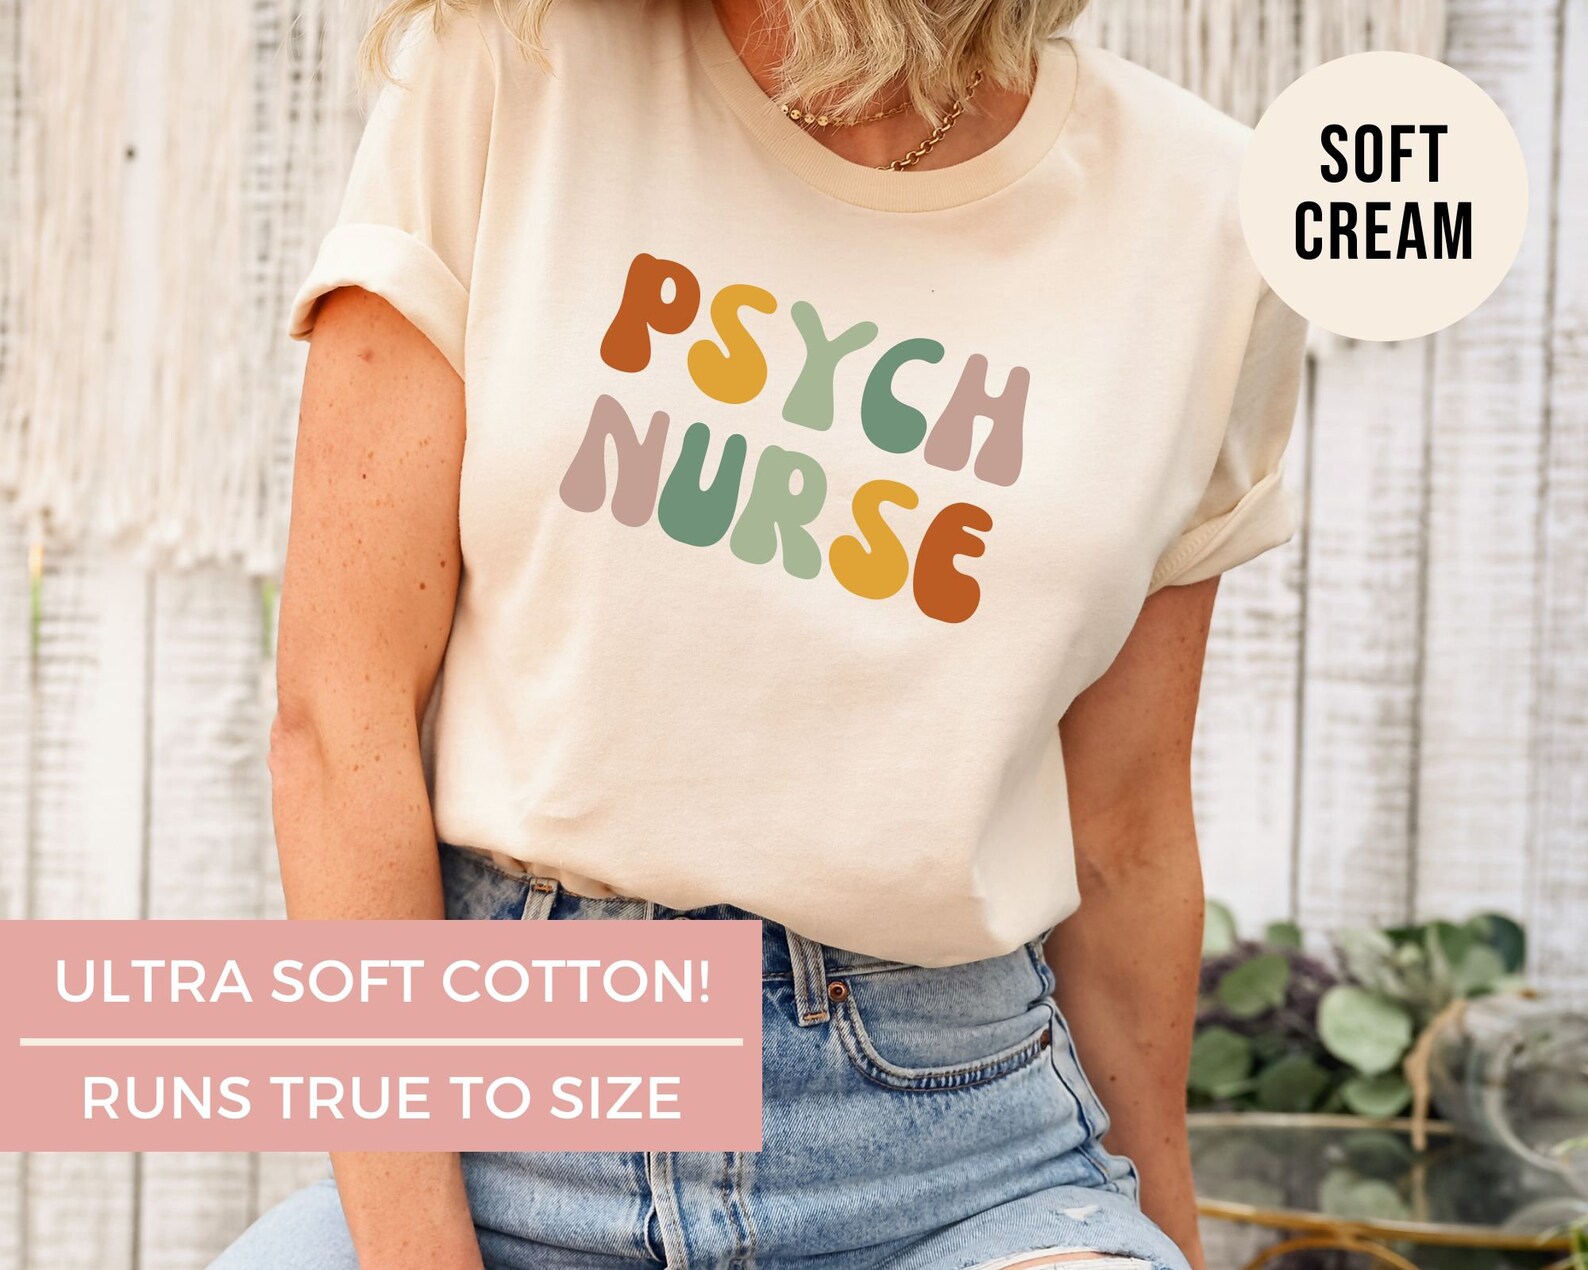 SOFT
CREAM
PSYCH
NURSE
ULTRA SOFT COTTON!
RUNS TRUE TO SIZE